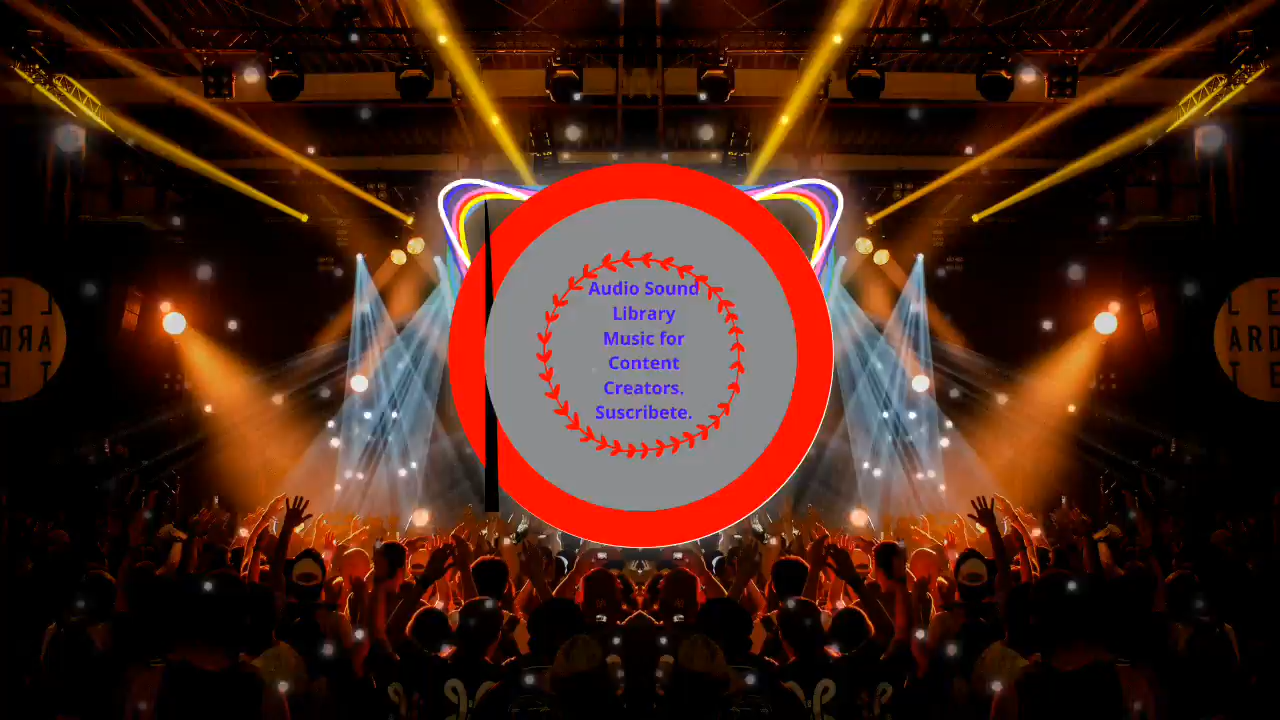 Audio Sound
Library
Music for
Content
Creators.
Suscribete.